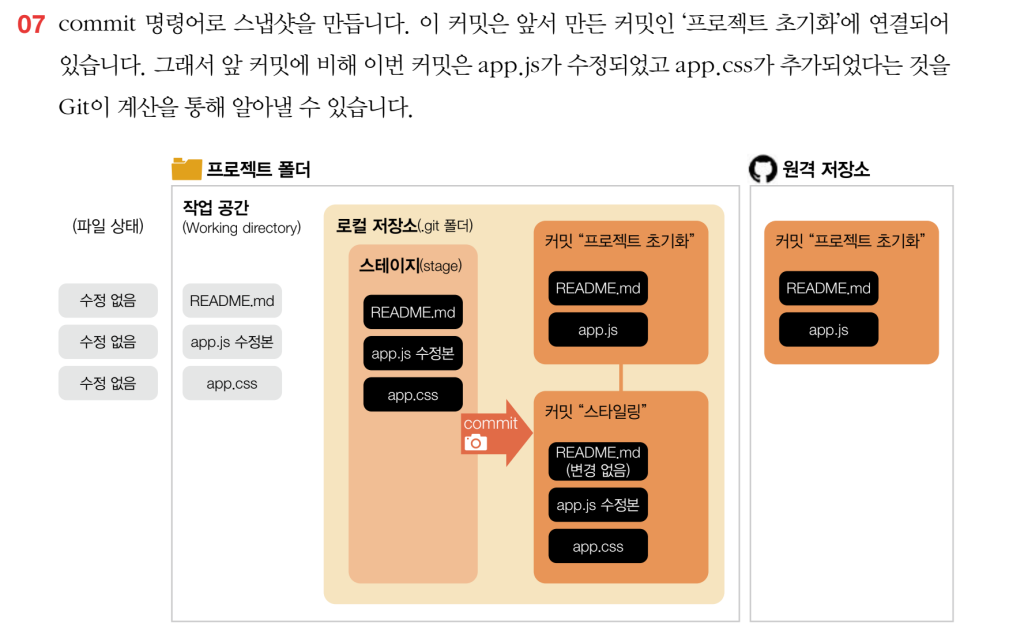 07 commit 명령어로 스냅샷을 만듭니다. 이 커밋은 앞서 만든 커밋인 ‘프로젝트 초기화’에 연결되어
있습니다. 그래서 앞 커밋에 비해 이번 커밋은 app.js가 수정되었고 app.css가 추가되었다는 것을
Git이 계산을 통해 알아낼 수 있습니다.
프로젝트 폴더
원격 저장소
(파일 상태)
수정 없음
수정 없음
수정 없음
작업 공간
(Working directory)
README.md
app.js 수정본
app.css
로컬 저장소(.git 폴더)
스테이지(stage)
README.md
app.js 수정본
app.css
commit
커밋 “프로젝트 초기화”
README.md
app.js
커밋 “스타일링”
README.md
(변경 없음)
app.js 수정본
app.css
커밋 “프로젝트 초기화”
README.md
app.js